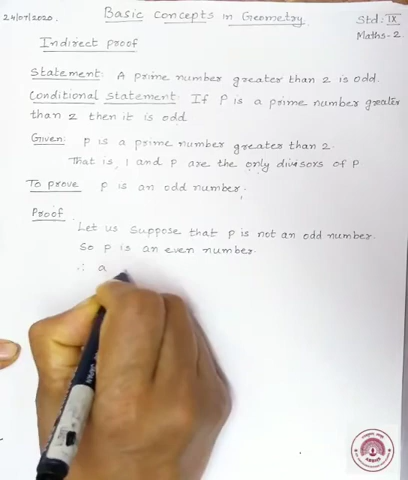 24/07/2020.
Basic concepts in Geometry
Std: IX
Maths-2.
Indirect proof
Statement: A prime number greater than 2 is odd.
Conditional statement: If P is a prime number greater
than 2 then it is odd
Given: P is a prime number greater than 2.
That is, 1 and P are the only divisors of P
To prove P is an odd number.
Proof
Let us suppose that P is not an odd number.
So P is an even number.
∴ a